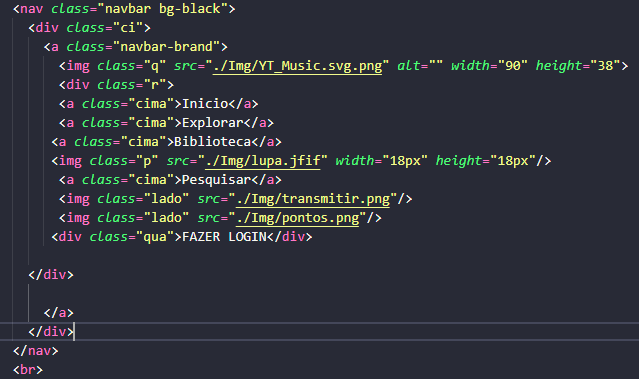 <nav class="navbar bg-black">
<div class="ci">
<a class="navbar-brand">
<img class="q" src="./Img/YT_Music.svg.png" alt="" width="90" height="38">
<div class="r">
<a class="cima">Inicio</a>
<a class="cima">Explorar</a>
<a class="cima">Biblioteca</a>
<img class="p" src="./Img/lupa.jfif" width="18px" height="18px"/>
<a class="cima">Pesquisar</a>
<img class="lado" src="./Img/transmitir.png"/>
<img class="lado" src="./Img/pontos.png"/>
<div class="qua">FAZER LOGIN</div>
</div>
</a>
</div>
</nav>
<br>